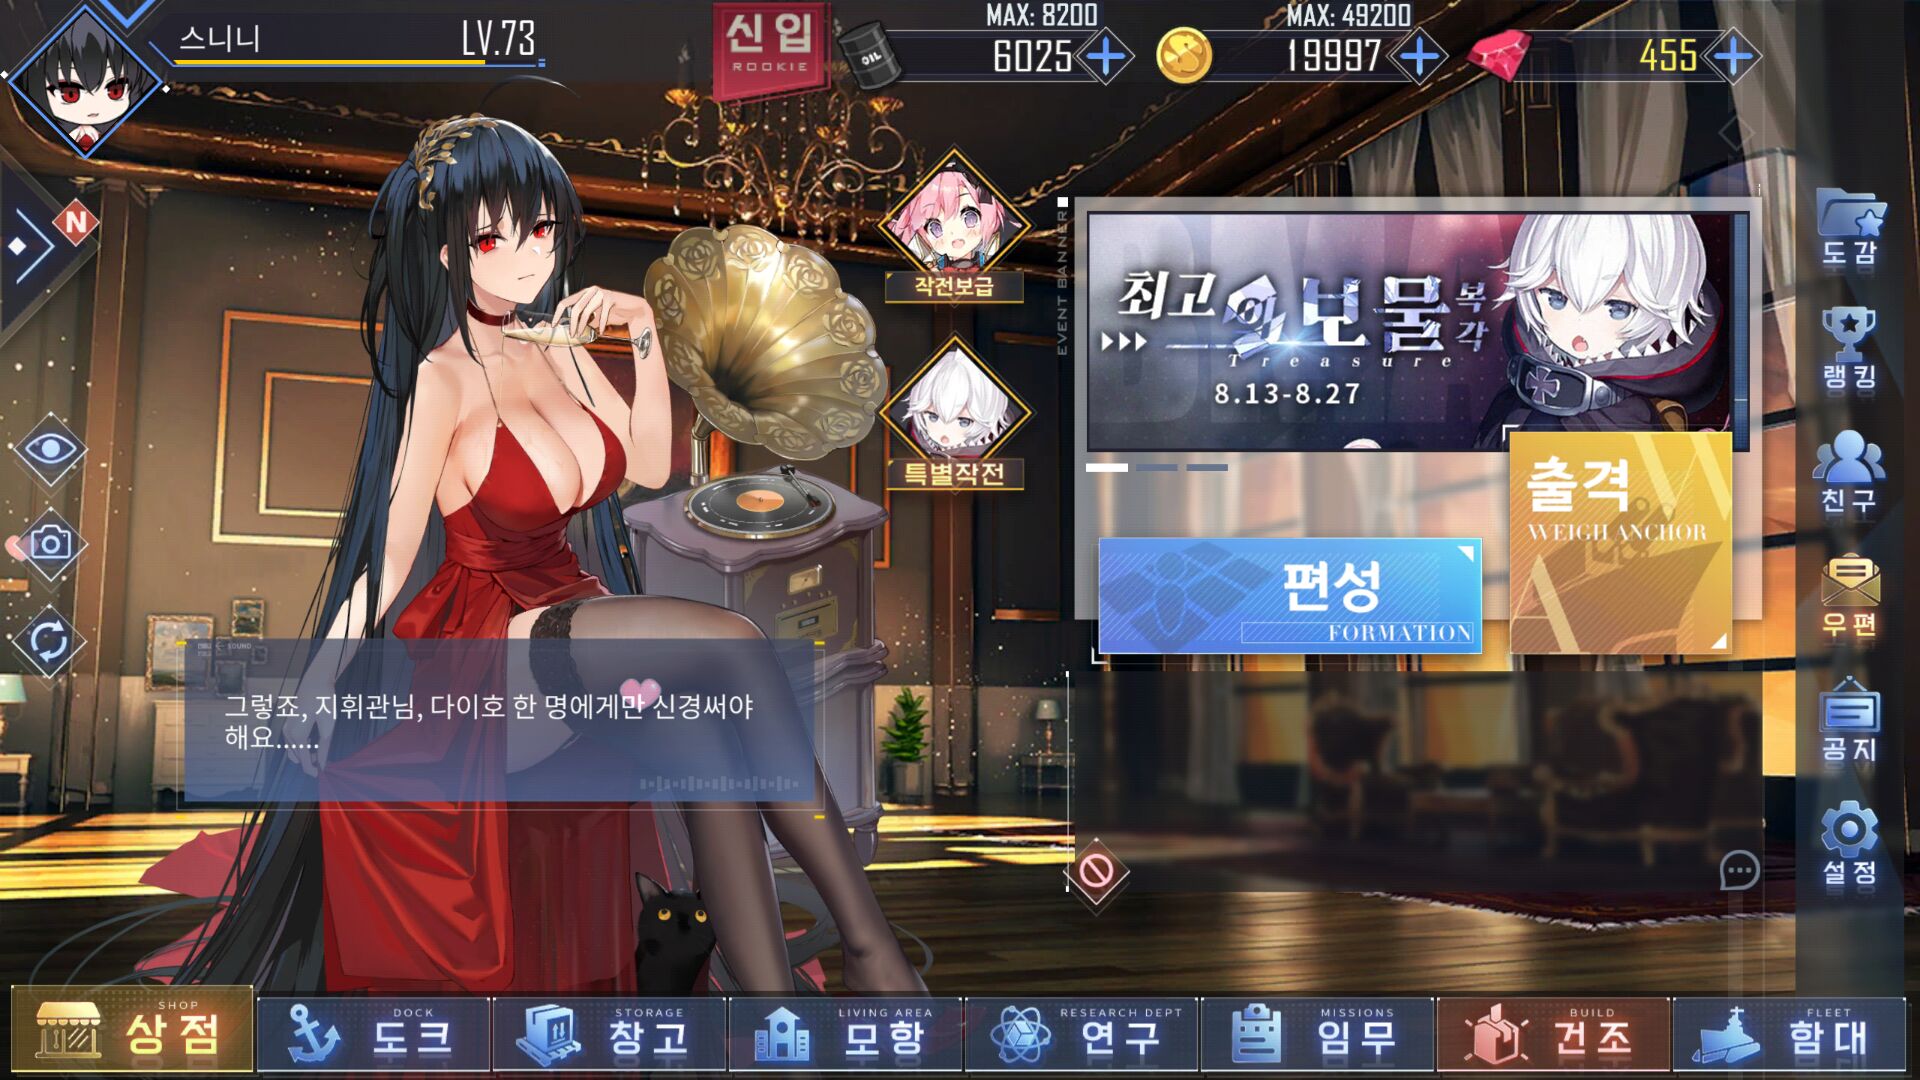 스니니
LV.73
신입
ROOKIE
OIL
MAX: 8200
6025
MAX: 49200
19997
455
N
작전보급
특별작전
EVENT BANNER
최고의 보물 복각
Treasure
8.13-8.27
출격
WEIGH ANCHOR
편성
FORMATION
도감
랭킹
친구
우편
공지
설정
SOUND
그렇죠, 지휘관님, 다이호 한 명에게만 신경써야
해요......
SHOP
상점
DOCK
도크
STORAGE
창고
LIVING AREA
모항
RESEARCH DEPT
연구
MISSIONS
임무
BUILD
건조
FLEET
함대